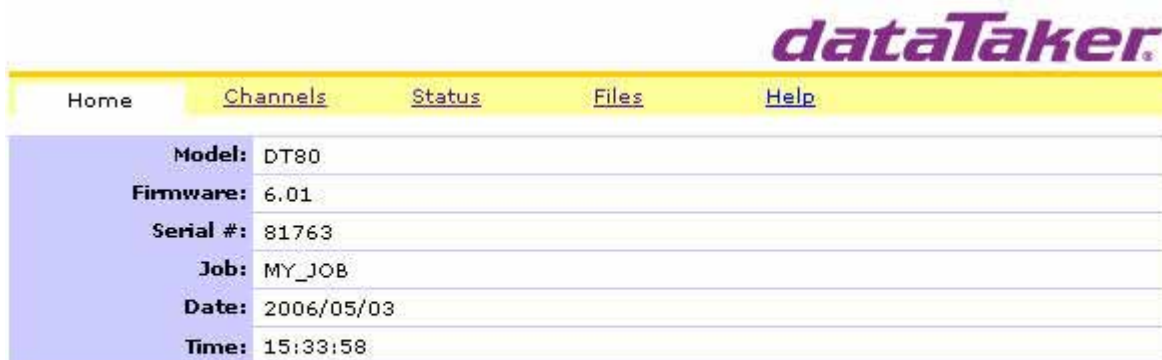 dataTaker.
Home Channels Status Files Help
Model: DT80
Firmware: 6.01
Serial #: 81763
Job: MY_JOB
Date: 2006/05/03
Time: 15:33:58